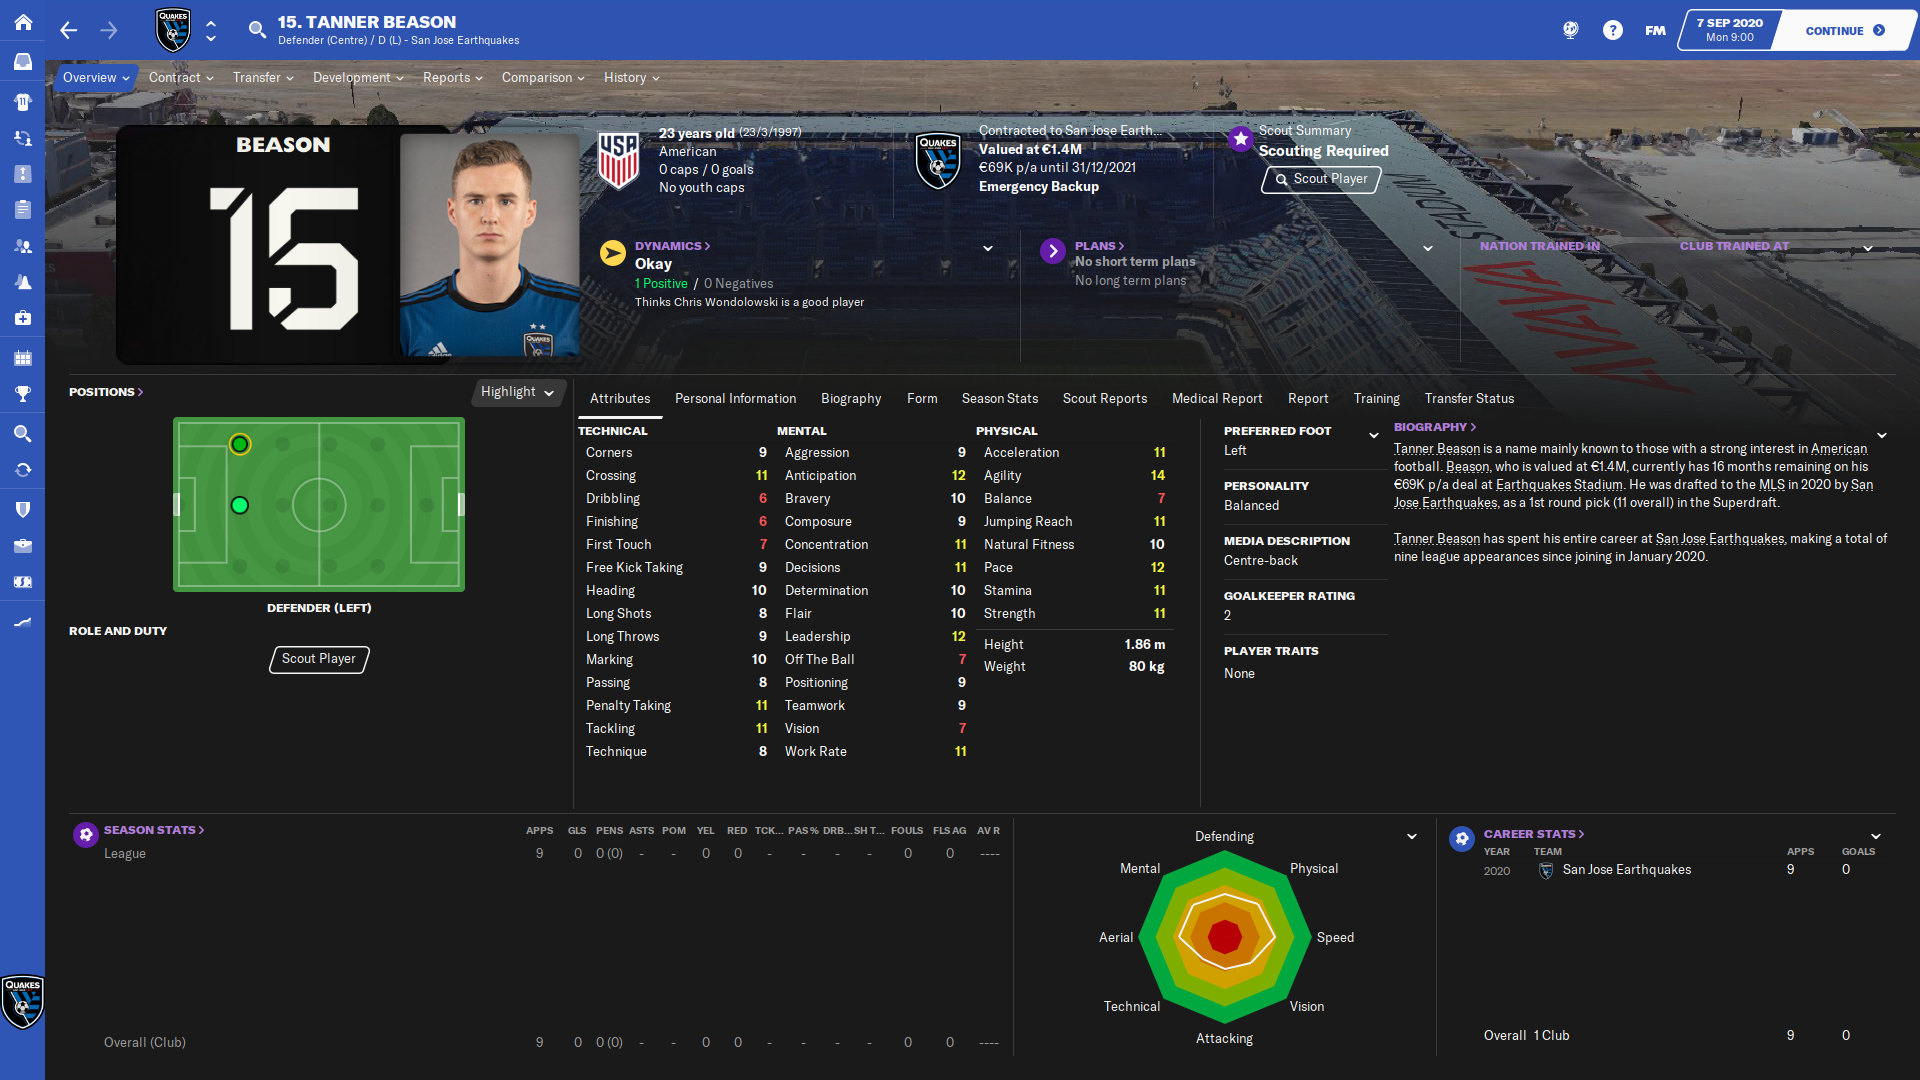 15. TANNER BEASON
Defender (Centre) / D (L) - San Jose Earthquakes
FM
7 SEP 2020
Mon 9:00
CONTINUE
Overview
Contract
Transfer
Development
Reports
Comparison
History
BEASON
15
QUAKES
USA
23 years old (23/3/1997)
American
0 caps / 0 goals
No youth caps
QUAKES
Contracted to San Jose Earth...
Valued at €1.4M
€69K p/a until 31/12/2021
Emergency Backup
Scout Summary
Scouting Required
Scout Player
DYNAMICS
Okay
1 Positive / 0 Negatives
Thinks Chris Wondolowski is a good player
PLANS
No short term plans
No long term plans
NATION TRAINED IN
CLUB TRAINED AT
POSITIONS
Highlight
DEFENDER (LEFT)
ROLE AND DUTY
Scout Player
Attributes
Personal Information
Biography
Form
Season Stats
Scout Reports
Medical Report
Report
Training
Transfer Status
TECHNICAL
Corners 9
Crossing 11
Dribbling 6
Finishing 6
First Touch 7
Free Kick Taking 9
Heading 10
Long Shots 8
Long Throws 9
Marking 10
Passing 8
Penalty Taking 11
Tackling 11
Technique 8
MENTAL
Aggression 9
Anticipation 12
Bravery 10
Composure 9
Concentration 11
Decisions 11
Determination 10
Flair 10
Leadership 12
Off The Ball 7
Positioning 9
Teamwork 9
Vision 7
Work Rate 11
PHYSICAL
Acceleration 11
Agility 14
Balance 7
Jumping Reach 11
Natural Fitness 10
Pace 12
Stamina 11
Strength 11
Height 1.86 m
Weight 80 kg
PREFERRED FOOT
Left
PERSONALITY
Balanced
MEDIA DESCRIPTION
Centre-back
GOALKEEPER RATING
2
PLAYER TRAITS
None
BIOGRAPHY
Tanner Beason is a name mainly known to those with a strong interest in American
football. Beason, who is valued at €1.4M, currently has 16 months remaining on his
€69K p/a deal at Earthquakes Stadium. He was drafted to the MLS in 2020 by San
Jose Earthquakes, as a 1st round pick (11 overall) in the Superdraft.
Tanner Beason has spent his entire career at San Jose Earthquakes, making a total of
nine league appearances since joining in January 2020.
SEASON STATS
APPS GLS PENS ASTS POM YEL RED TCK... PAS % DRB... SH T... FOULS FLS AG AV R
League 9 0 0 (0) - - 0 0 - - - - 0 0 ----
Overall (Club) 9 0 0 (0) - - 0 0 - - - - 0 0 ----
Defending
Physical
Speed
Vision
Attacking
Technical
Aerial
Mental
CAREER STATS
YEAR TEAM APPS GOALS
2020 San Jose Earthquakes 9 0
Overall 1 Club 9 0
QUAKES